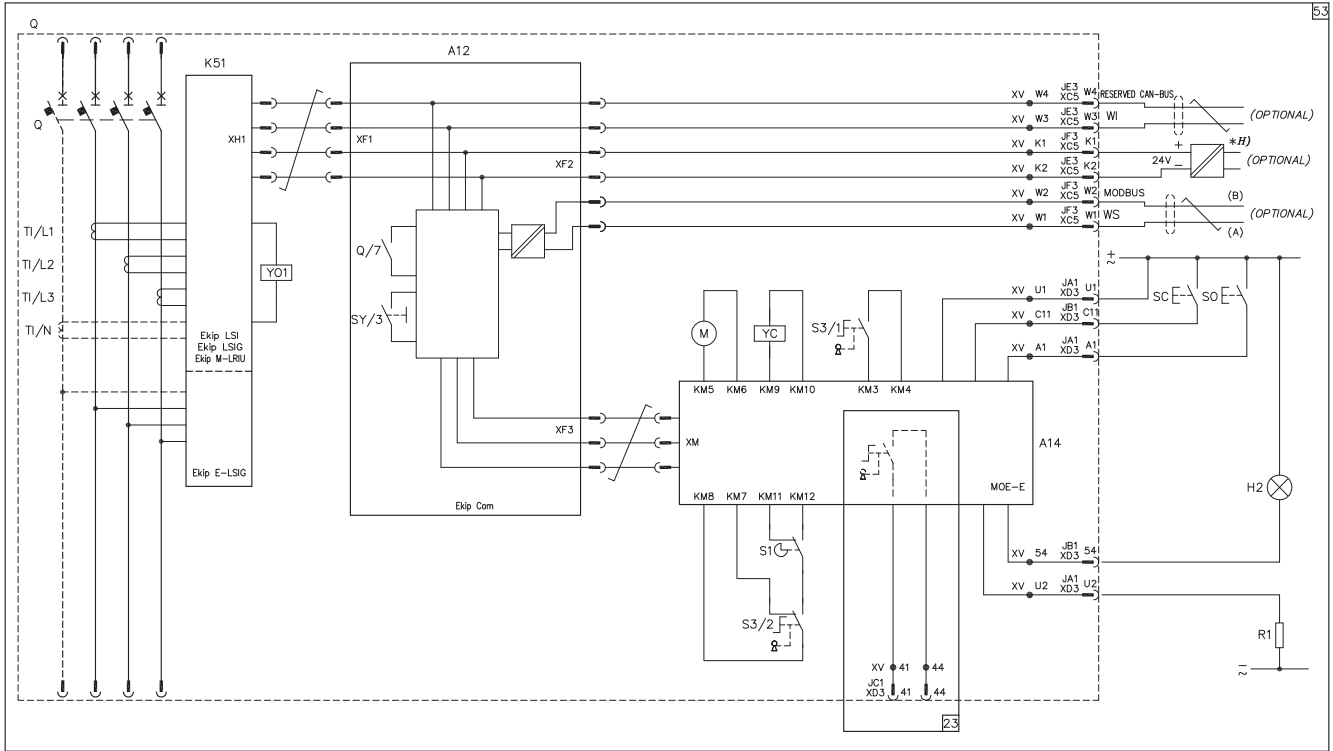 53
Q
K51
A12
Q
XH1
XF1
XF2
XV W4 JE3 XC5 W4 RESERVED CAN-BUS
XV W3 JE3 XC5 W3 WI
(OPTIONAL)
XV K1 JF3 XC5 K1 + *H)
24V −
XV K2 JE3 XC5 K2
(OPTIONAL)
XV W2 JF3 XC5 W2 MODBUS (B)
XV W1 JF3 XC5 W1 WS (A)
(OPTIONAL)
TI/L1
TI/L2
TI/L3
TI/N
YO1
Q/7
SY/3
Ekip LSI
Ekip LSIG
Ekip M-LRIU
Ekip E-LSIG
Ekip Com
XF3
+
~
XV U1 JA1 XD3 U1
XV C11 JB1 XD3 C11
XV A1 JA1 XD3 A1
SC
SO
M
YC
S3/1
KM5 KM6 KM9 KM10 KM3 KM4
XM
A14
MOE-E
KM8 KM7 KM11 KM12
S1
S3/2
H2
XV 54 JB1 XD3 54
XV U2 JA1 XD3 U2
R1
−
~
XV 41 44
JC1
XD3 41 44
23